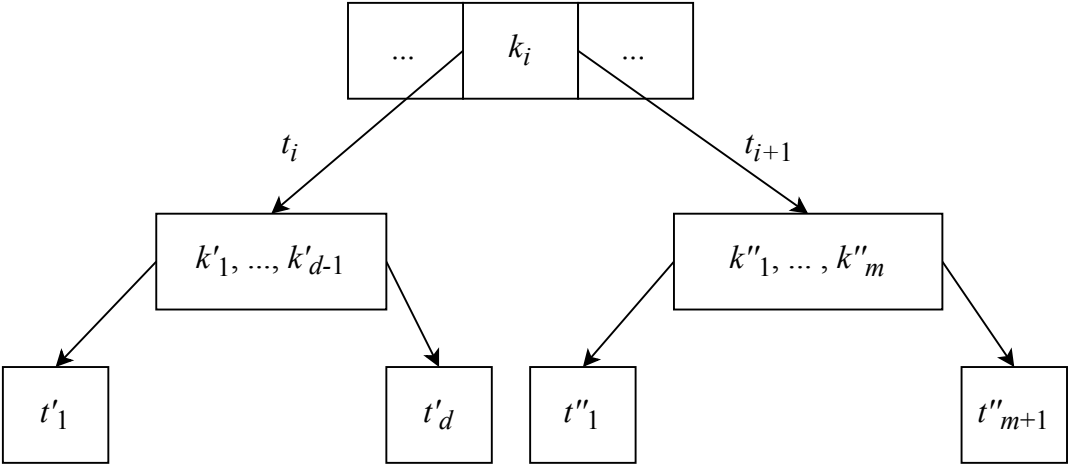 ... k_i ...
t_i t_{i+1}
k'_1, ..., k'_{d-1} k''_1, ... , k''_m
t'_1 t'_d t''_1 t''_{m+1}